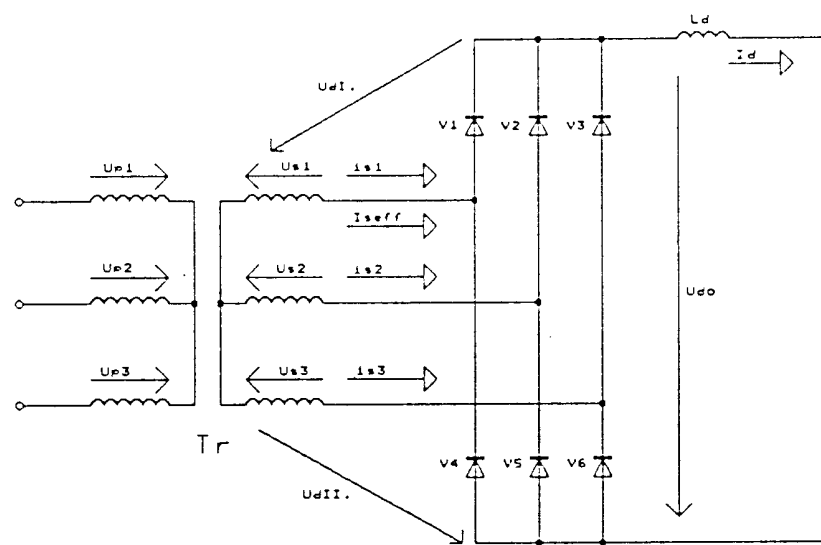 Ld
Id
UdI.
V1
V2
V3
Up1
Us1
is1
Iseff
Up2
Us2
is2
Udo
Up3
Us3
is3
Tr
V4
V5
V6
UdII.